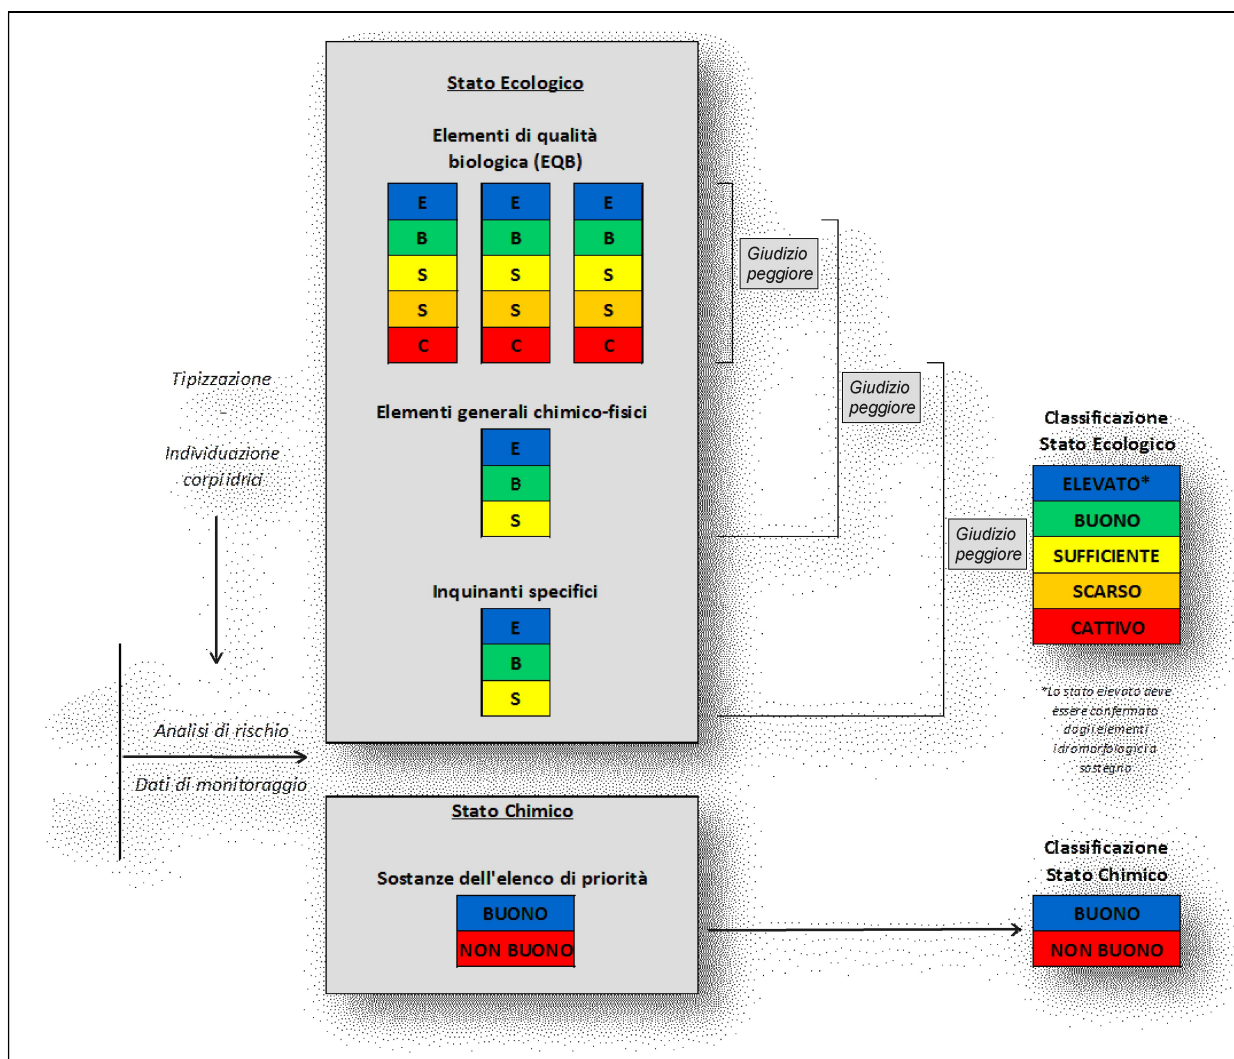 Stato Ecologico
Elementi di qualità
biologica (EQB)
E E E
B B B
S S S
S S S
C C C
Giudizio
peggiore
Tipizzazione
–
Individuazione
corpi idrici
Elementi generali chimico-fisici
E
B
S
Giudizio
peggiore
Inquinanti specifici
E
B
S
Giudizio
peggiore
Classificazione
Stato Ecologico
ELEVATO*
BUONO
SUFFICIENTE
SCARSO
CATTIVO
*Lo stato elevato deve
essere confermato
dagli elementi
idromorfologici a
sostegno
Analisi di rischio
Dati di monitoraggio
Stato Chimico
Sostanze dell'elenco di priorità
BUONO
NON BUONO
Classificazione
Stato Chimico
BUONO
NON BUONO